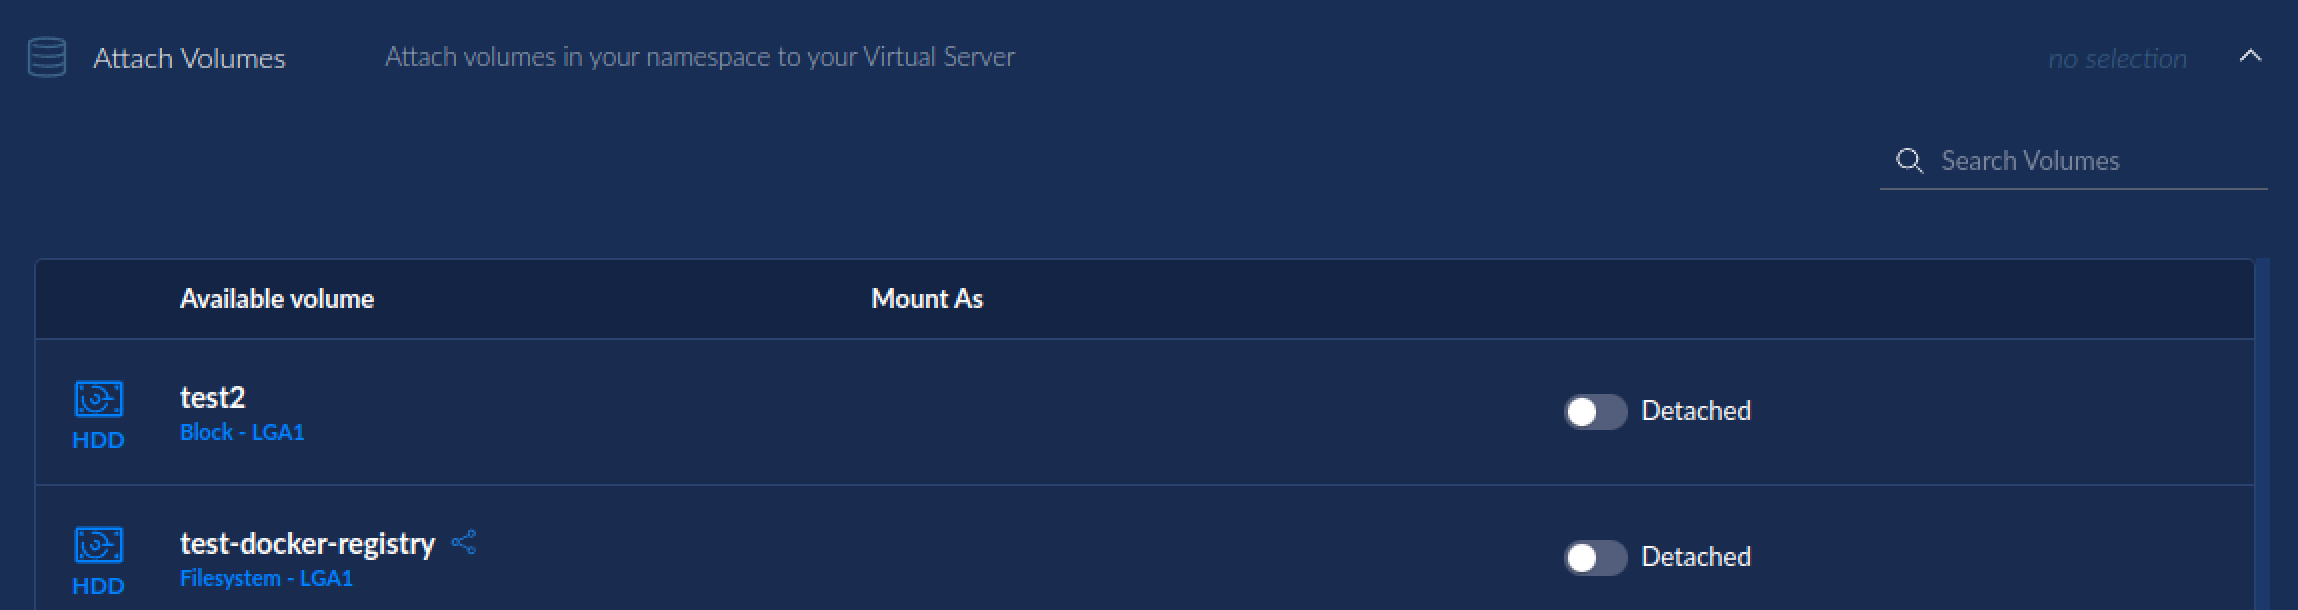 Attach Volumes
Attach volumes in your namespace to your Virtual Server
no selection
Search Volumes
Available volume
Mount As
test2
Block - LGA1
HDD
Detached
test-docker-registry
Filesystem - LGA1
HDD
Detached